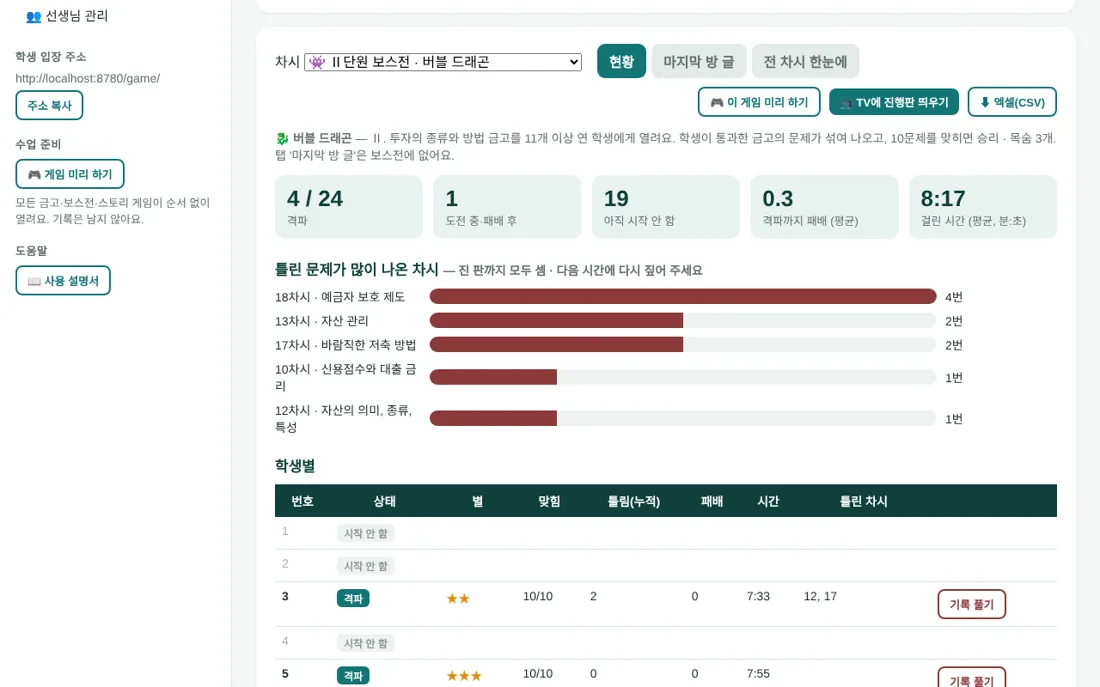 👥 선생님 관리
학생 입장 주소
http://localhost:8780/game/
주소 복사
수업 준비
🎮 게임 미리 하기
모든 금고·보스전·스토리 게임이 순서 없이
열려요. 기록은 남지 않아요.
도움말
📖 사용 설명서
차시 👾 Ⅱ단원 보스전 · 버블 드래곤 현황 마지막 방 글 전 차시 한눈에
🎮 이 게임 미리 하기 📺 TV에 진행판 띄우기 ⬇ 엑셀(CSV)
🐉 버블 드래곤 — Ⅱ. 투자의 종류와 방법 금고를 11개 이상 연 학생에게 열려요. 학생이 통과한 금고의 문제가 섞여 나오고, 10문제를 맞히면 승리 · 목숨 3개.
탭 '마지막 방 글'은 보스전에 없어요.
4 / 24
격파
1
도전 중·패배 후
19
아직 시작 안 함
0.3
격파까지 패배 (평균)
8:17
걸린 시간 (평균, 분:초)
틀린 문제가 많이 나온 차시 — 진 판까지 모두 셈 · 다음 시간에 다시 짚어 주세요
18차시 · 예금자 보호 제도 4번
13차시 · 자산 관리 2번
17차시 · 바람직한 저축 방법 2번
10차시 · 신용점수와 대출 금
리 1번
12차시 · 자산의 의미, 종류,
특성 1번
학생별
번호 상태 별 맞힘 틀림(누적) 패배 시간 틀린 차시
1 시작 안 함
2 시작 안 함
3 격파 ★★ 10/10 2 0 7:33 12, 17 기록 풀기
4 시작 안 함
5 격파 ★★★ 10/10 0 0 7:55 기록 풀기